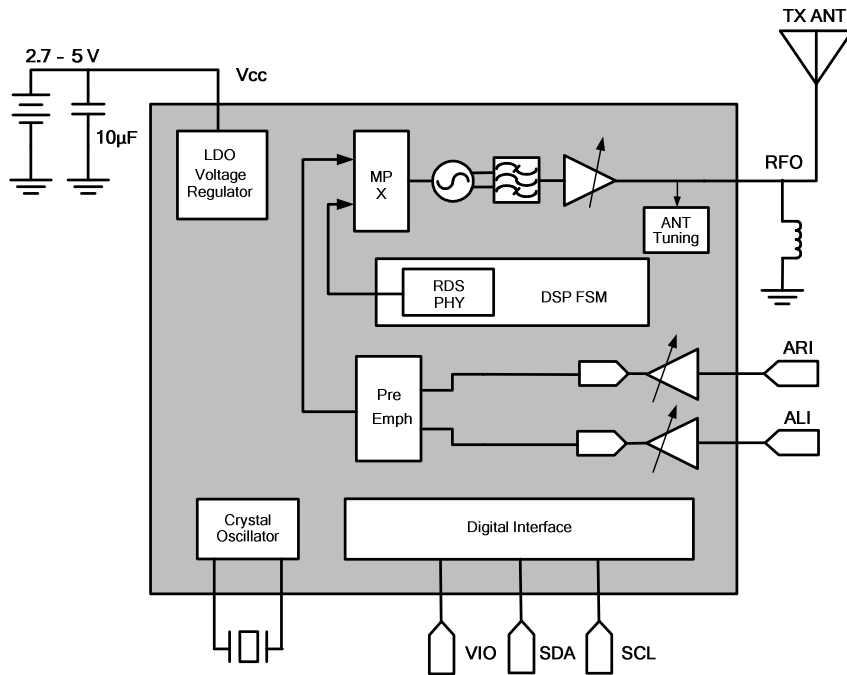 TX ANT
2.7 – 5 V
Vcc
10µF
LDO
Voltage
Regulator
MP
X
RFO
ANT
Tuning
RDS
PHY
DSP FSM
ARI
Pre
Emph
ALI
Crystal
Oscillator
Digital Interface
VIO
SDA
SCL